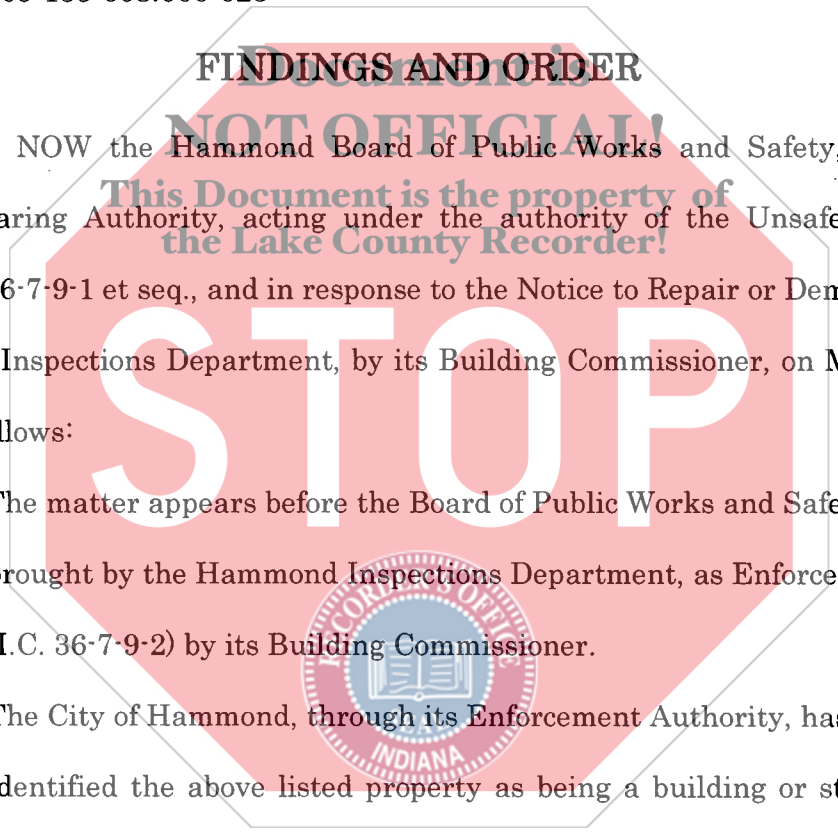 FINDINGS AND ORDER
Document is
NOT OFFICIAL!
NOW the Hammond Board of Public Works and Safety,
This Document is the property of
aring Authority, acting under the authority of the Unsafe
the Lake County Recorder!
6-7-9-1 et seq., and in response to the Notice to Repair or Dem
STOP
Inspections Department, by its Building Commissioner, on M
llows:
The matter appears before the Board of Public Works and Safe
rought by the Hammond Inspections Department, as Enforce
I.C. 36-7-9-2) by its Building Commissioner.
RECORDER'S OFFICE
INDIANA
The City of Hammond, through its Enforcement Authority, has
dentified the above listed property as being a building or st